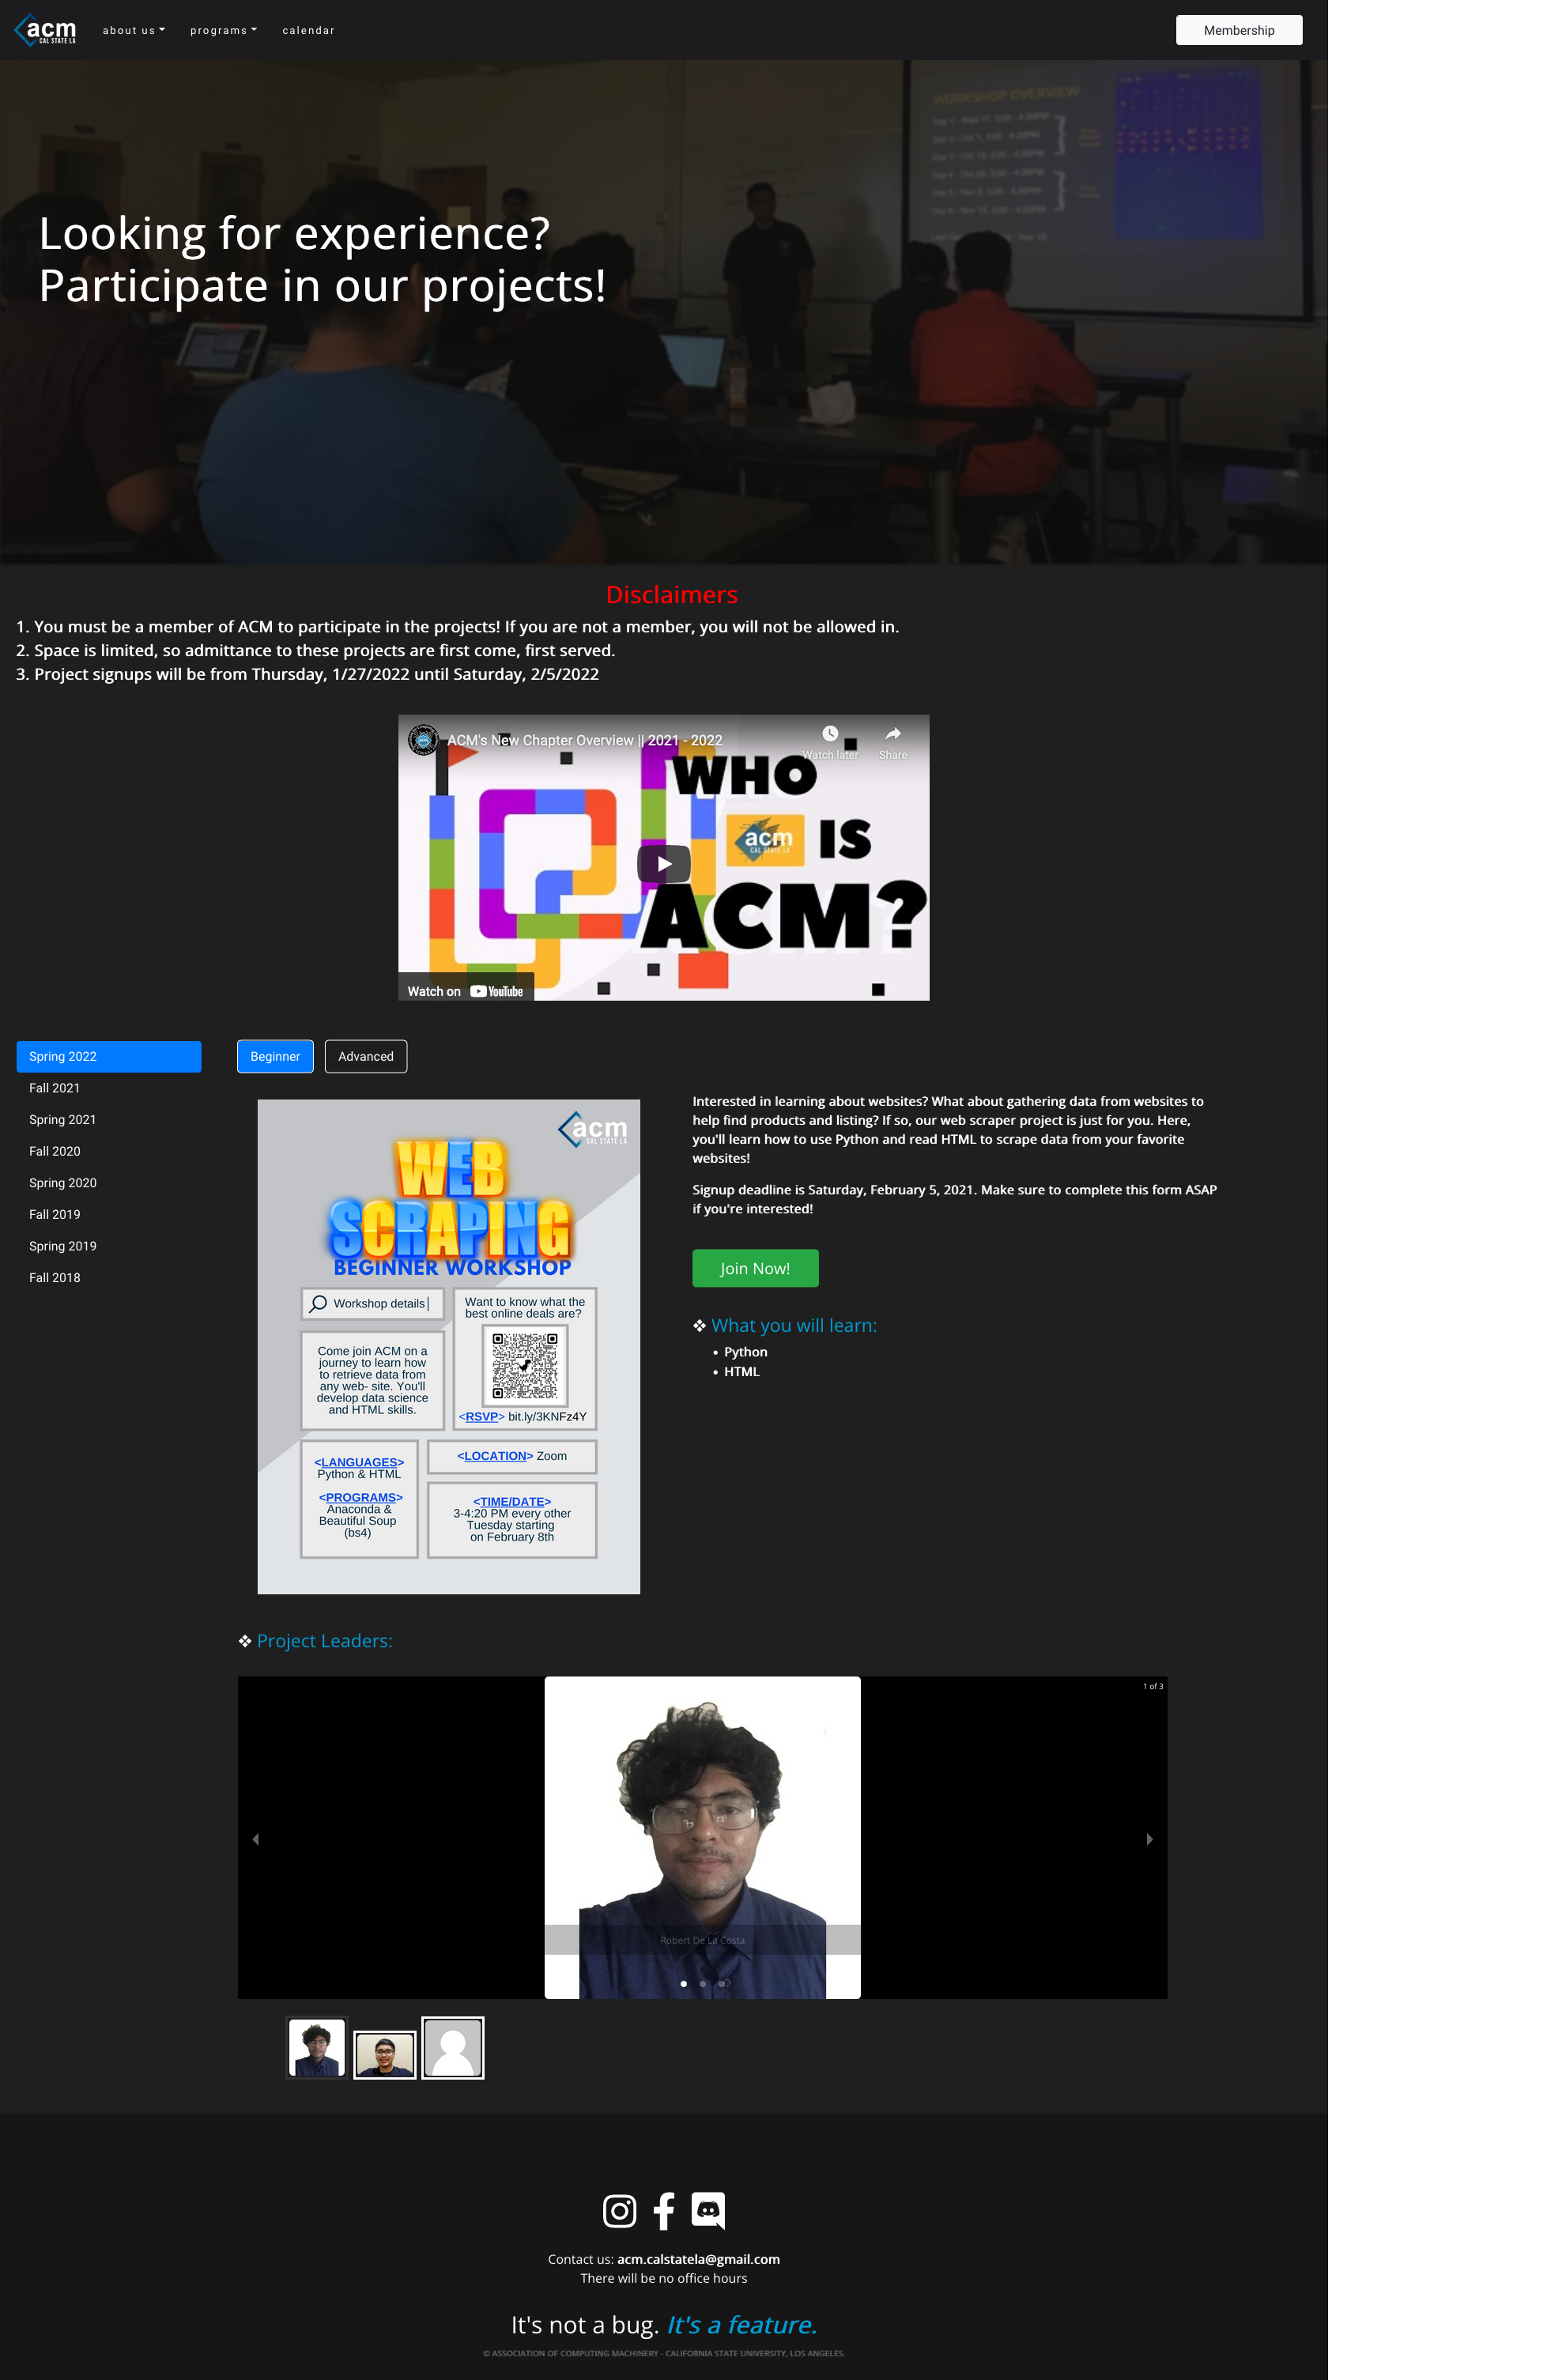 acm
CAL STATE LA
about us
programs
calendar
Membership
WORKSHOP OVERVIEW
Looking for experience?
Participate in our projects!
Disclaimers
1. You must be a member of ACM to participate in the projects! If you are not a member, you will not be allowed in.
2. Space is limited, so admittance to these projects are first come, first served.
3. Project signups will be from Thursday, 1/27/2022 until Saturday, 2/5/2022
ACM's New Chapter Overview || 2021 - 2022
Watch later
Share
WHO
acm
CAL STATE LA
IS
ACM?
Watch on YouTube
Spring 2022
Fall 2021
Spring 2021
Fall 2020
Spring 2020
Fall 2019
Spring 2019
Fall 2018
Beginner
Advanced
acm
CAL STATE LA
WEB
SCRAPING
BEGINNER WORKSHOP
Workshop details
Come join ACM on a
journey to learn how
to retrieve data from
any web- site. You'll
develop data science
and HTML skills.
Want to know what the
best online deals are?
<RSVP> bit.ly/3KNFz4Y
<LANGUAGES>
Python & HTML
<PROGRAMS>
Anaconda &
Beautiful Soup
(bs4)
<LOCATION> Zoom
<TIME/DATE>
3-4:20 PM every other
Tuesday starting
on February 8th
Interested in learning about websites? What about gathering data from websites to
help find products and listing? If so, our web scraper project is just for you. Here,
you'll learn how to use Python and read HTML to scrape data from your favorite
websites!
Signup deadline is Saturday, February 5, 2021. Make sure to complete this form ASAP
if you're interested!
Join Now!
❖ What you will learn:
• Python
• HTML
❖ Project Leaders:
1 of 3
Robert De La Costa
Contact us: acm.calstatela@gmail.com
There will be no office hours
It's not a bug. It's a feature.
© ASSOCIATION OF COMPUTING MACHINERY - CALIFORNIA STATE UNIVERSITY, LOS ANGELES.